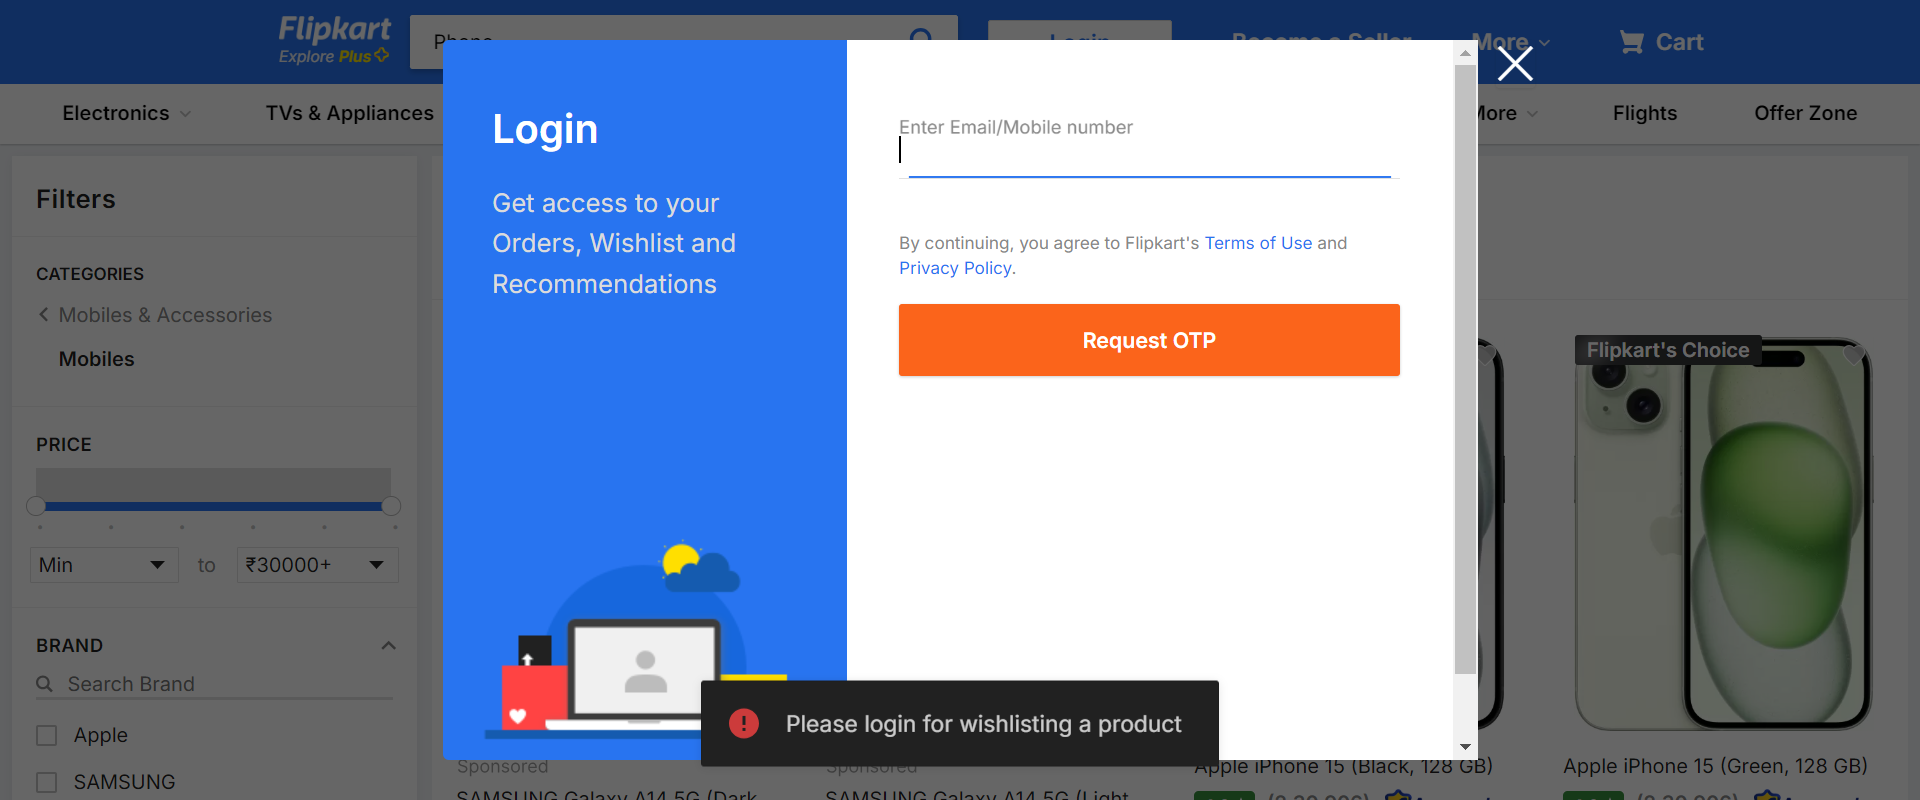 Flipkart
Explore Plus
Phone
Login
Become a Seller
More
Cart
Electronics
TVs & Appliances
More
Flights
Offer Zone
Filters
CATEGORIES
Mobiles & Accessories
Mobiles
PRICE
Min
to
₹30000+
BRAND
Search Brand
Apple
SAMSUNG
Login
Get access to your
Orders, Wishlist and
Recommendations
Enter Email/Mobile number
By continuing, you agree to Flipkart's Terms of Use and
Privacy Policy.
Request OTP
Please login for wishlisting a product
Flipkart's Choice
Sponsored
SAMSUNG Galaxy A14 5G (Dark
Sponsored
SAMSUNG Galaxy A14 5G (Light
Apple iPhone 15 (Black, 128 GB)
Apple iPhone 15 (Green, 128 GB)